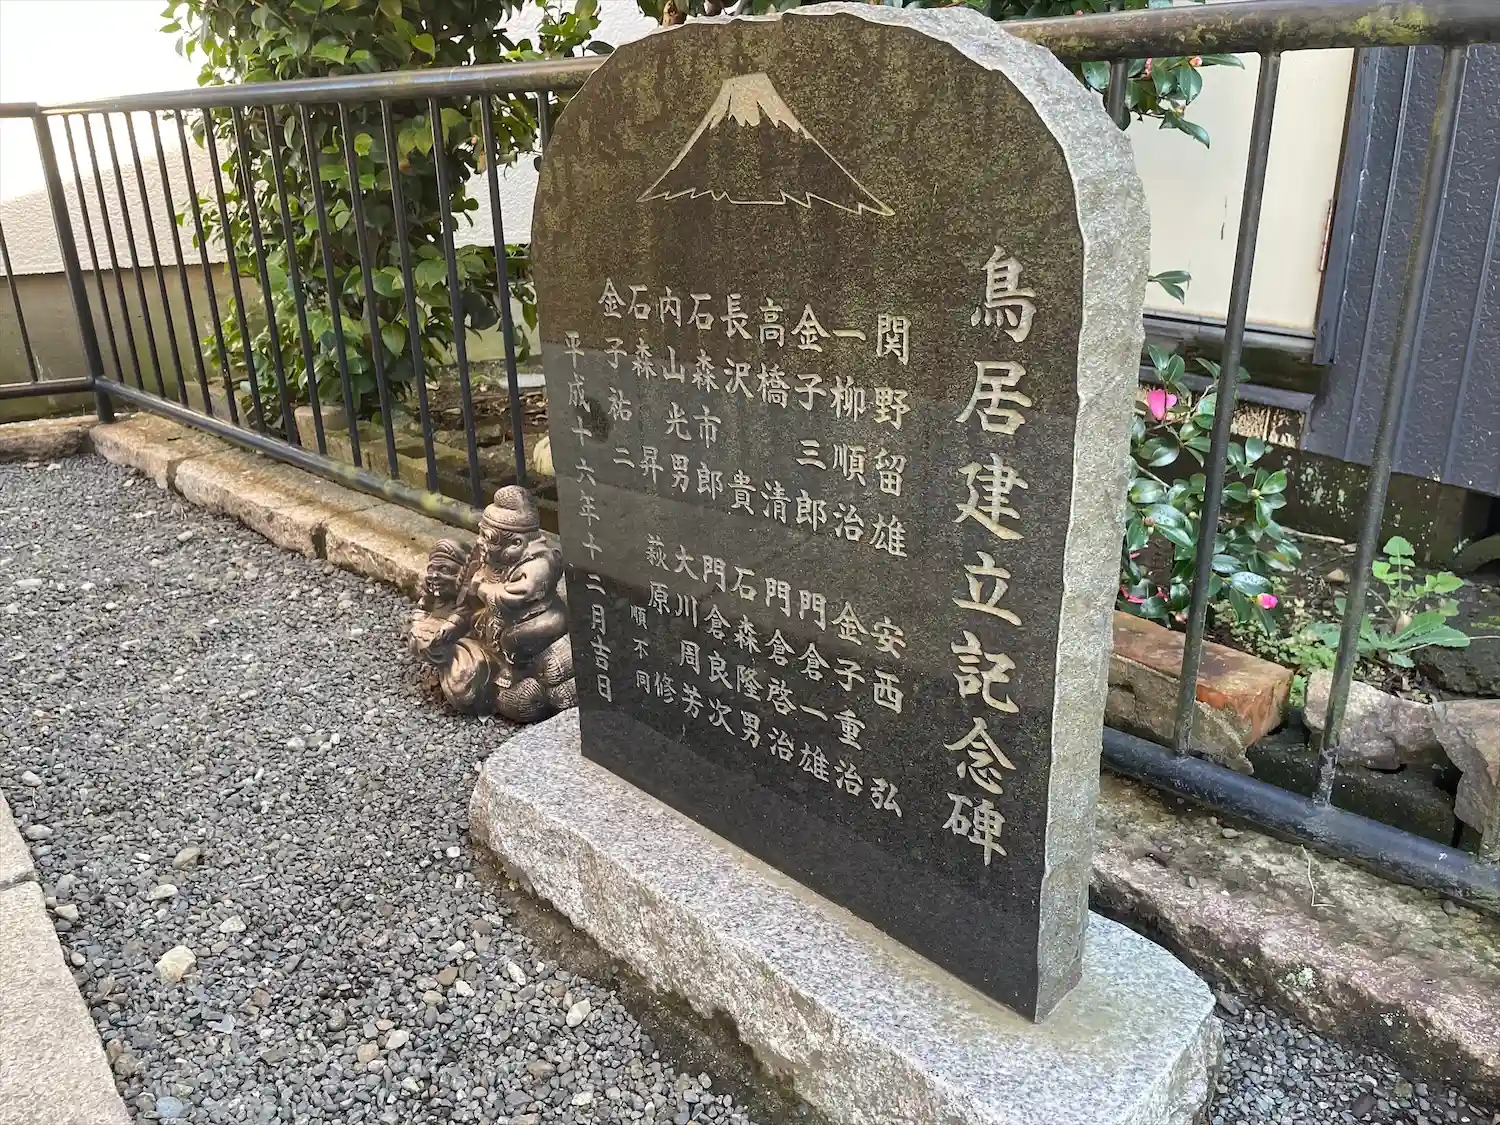 鳥居建立記念碑
関野留雄
一柳順治
金子三郎
高橋清
長沢貴
石森市郎
内山光男
石森昇
金子祐二
安西弘
金子重治
門倉一雄
門倉啓治
石森隆男
門倉良次
大川周芳
萩原修
順不同
平成十六年十二月吉日